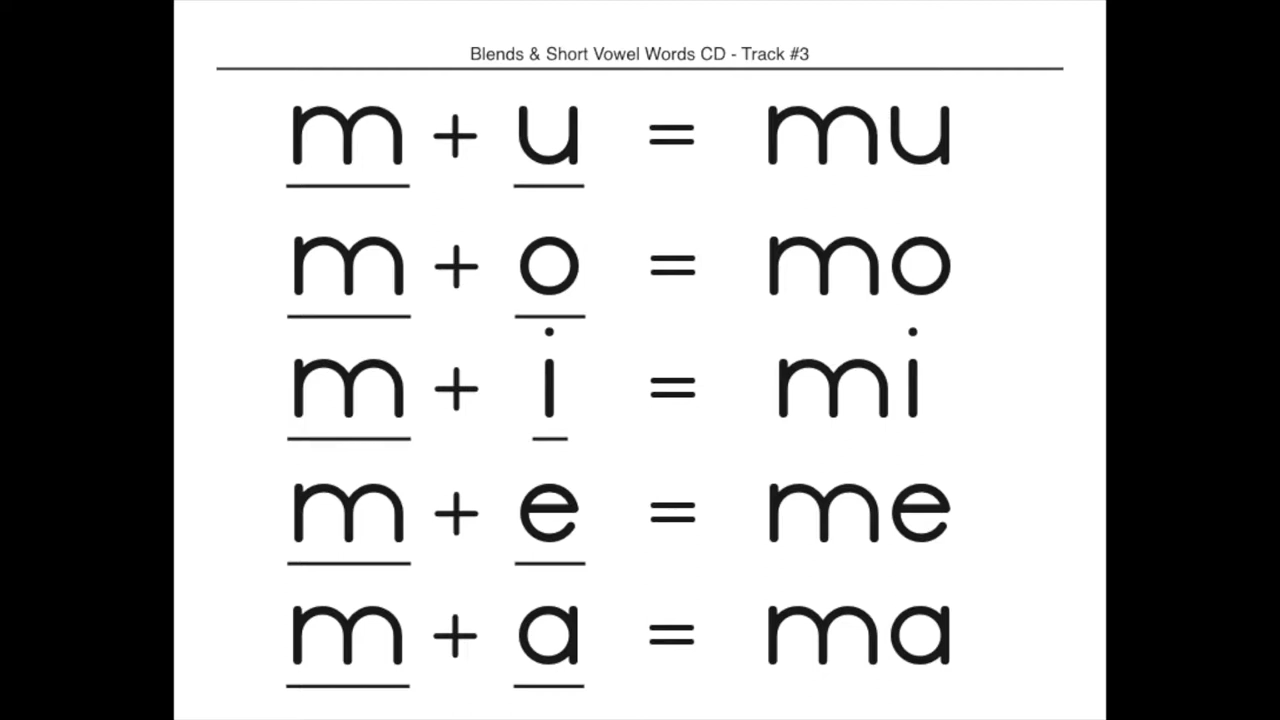 Blends & Short Vowel Words CD - Track #3
m + u = mu
m + o = mo
m + i = mi
m + e = me
m + a = ma